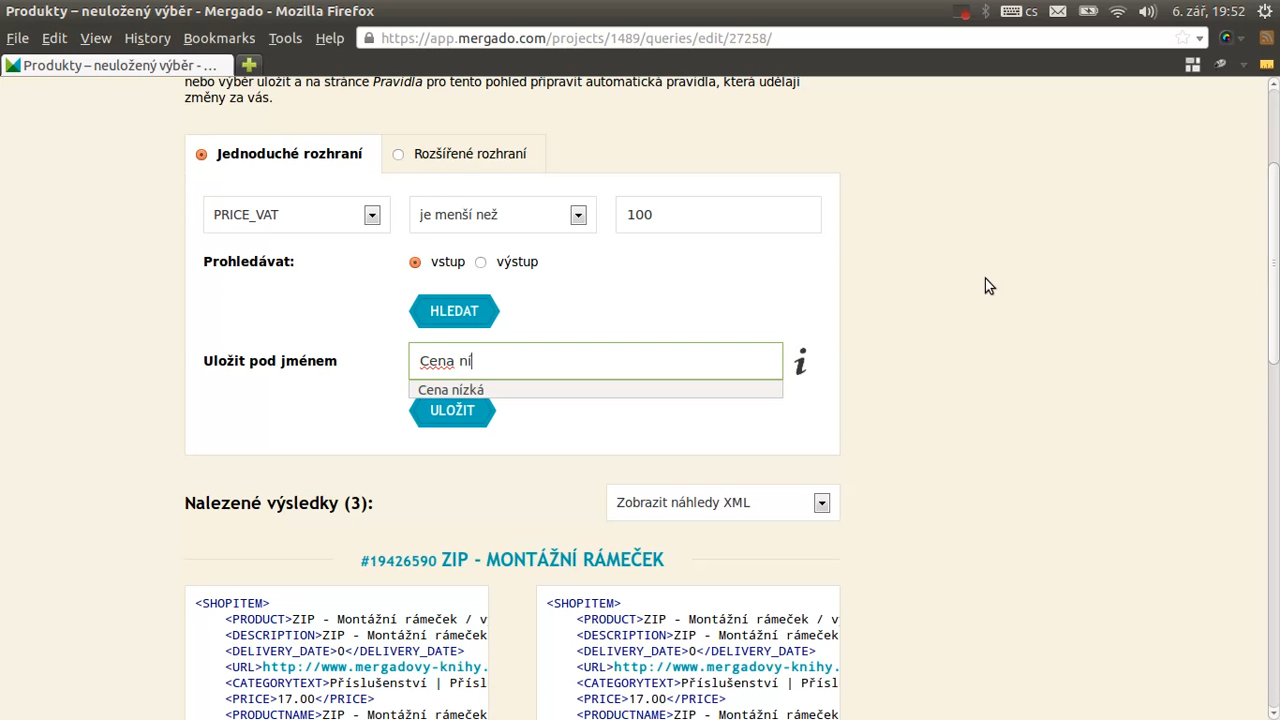 Produkty – neuložený výběr - Mergado - Mozilla Firefox
cs
6. zář, 19:52
File Edit View History Bookmarks Tools Help
https://app.mergado.com/projects/1489/queries/edit/27258/
Produkty – neuložený výběr - ...
nebo výběr uložit a na stránce Pravidla pro tento pohled připravit automatická pravidla, která udělají
změny za vás.
Jednoduché rozhraní
Rozšířené rozhraní
PRICE_VAT
je menší než
100
Prohledávat:
vstup
výstup
HLEDAT
Uložit pod jménem
Cena ní
i
Cena nízká
ULOŽIT
Nalezené výsledky (3):
Zobrazit náhledy XML
#19426590 ZIP - MONTÁŽNÍ RÁMEČEK
<SHOPITEM>
<PRODUCT>ZIP - Montážní rámeček / v
<DESCRIPTION>ZIP - Montážní rámeček
<DELIVERY_DATE>0</DELIVERY_DATE>
<URL>http://www.mergadovy-knihy.
<CATEGORYTEXT>Příslušenství | Přísl
<PRICE>17.00</PRICE>
<PRODUCTNAME>ZIP - Montážní rámeček
<SHOPITEM>
<PRODUCT>ZIP - Montážní rámeček / v
<DESCRIPTION>ZIP - Montážní rámeček
<DELIVERY_DATE>0</DELIVERY_DATE>
<URL>http://www.mergadovy-knihy.
<CATEGORYTEXT>Příslušenství | Přísl
<PRICE>17.00</PRICE>
<PRODUCTNAME>ZIP - Montážní rámeček